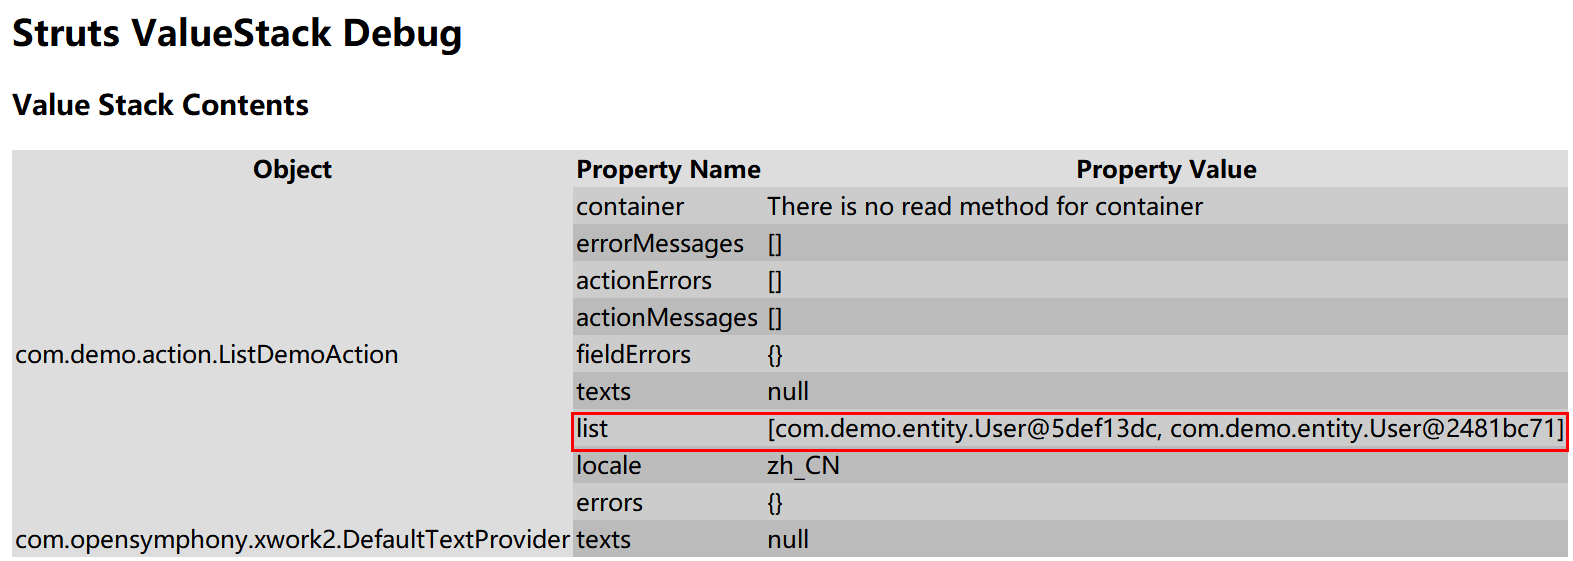 Struts ValueStack Debug
Value Stack Contents
Object Property Name Property Value
container There is no read method for container
errorMessages []
actionErrors []
actionMessages []
com.demo.action.ListDemoAction fieldErrors {}
texts null
list [com.demo.entity.User@5def13dc, com.demo.entity.User@2481bc71]
locale zh_CN
errors {}
com.opensymphony.xwork2.DefaultTextProvider texts null